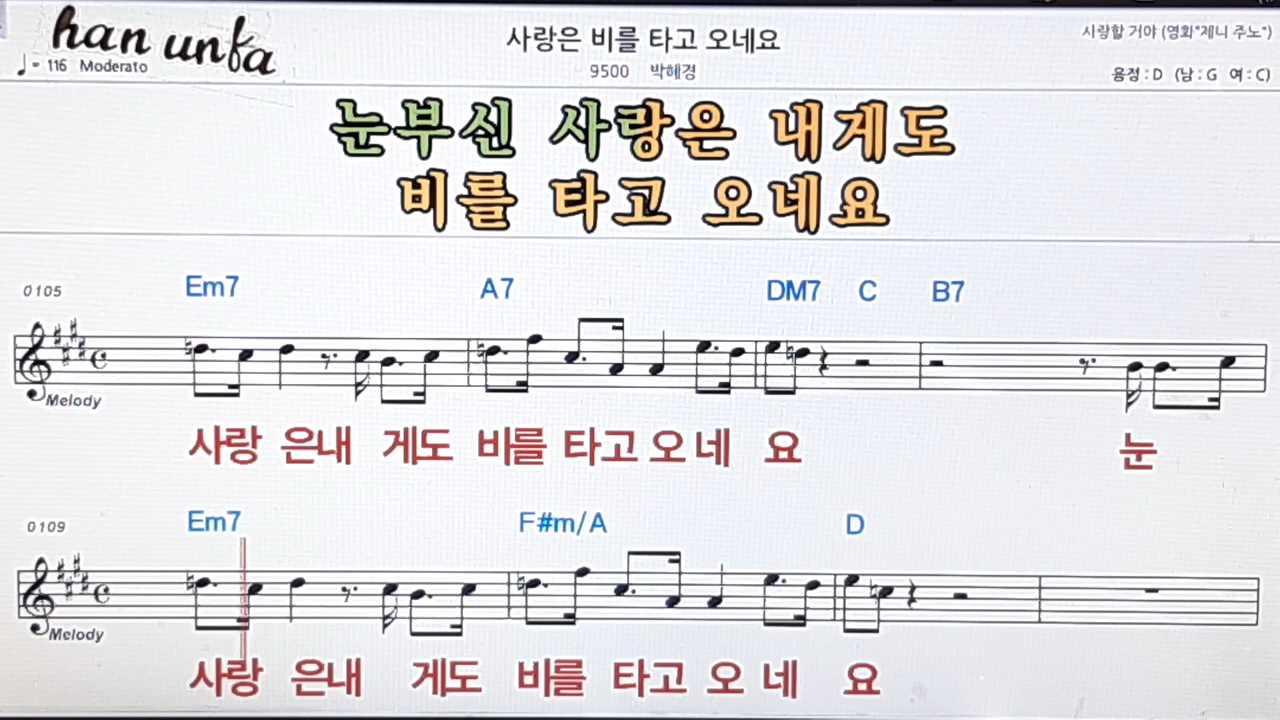 han unka
♩= 116 Moderato
사랑은 비를 타고 오네요
9500 박혜경
사랑할 거야 (영화"제니 주노")
음정 : D (남 : G 여 : C)
눈부신 사랑은 내게도
비를 타고 오네요
0105
Em7 A7 DM7 C B7
Melody
사랑 은내 게도 비를 타고 오 네 요 눈
0109
Em7 F#m/A D
Melody
사랑 은내 게도 비를 타고 오 네 요